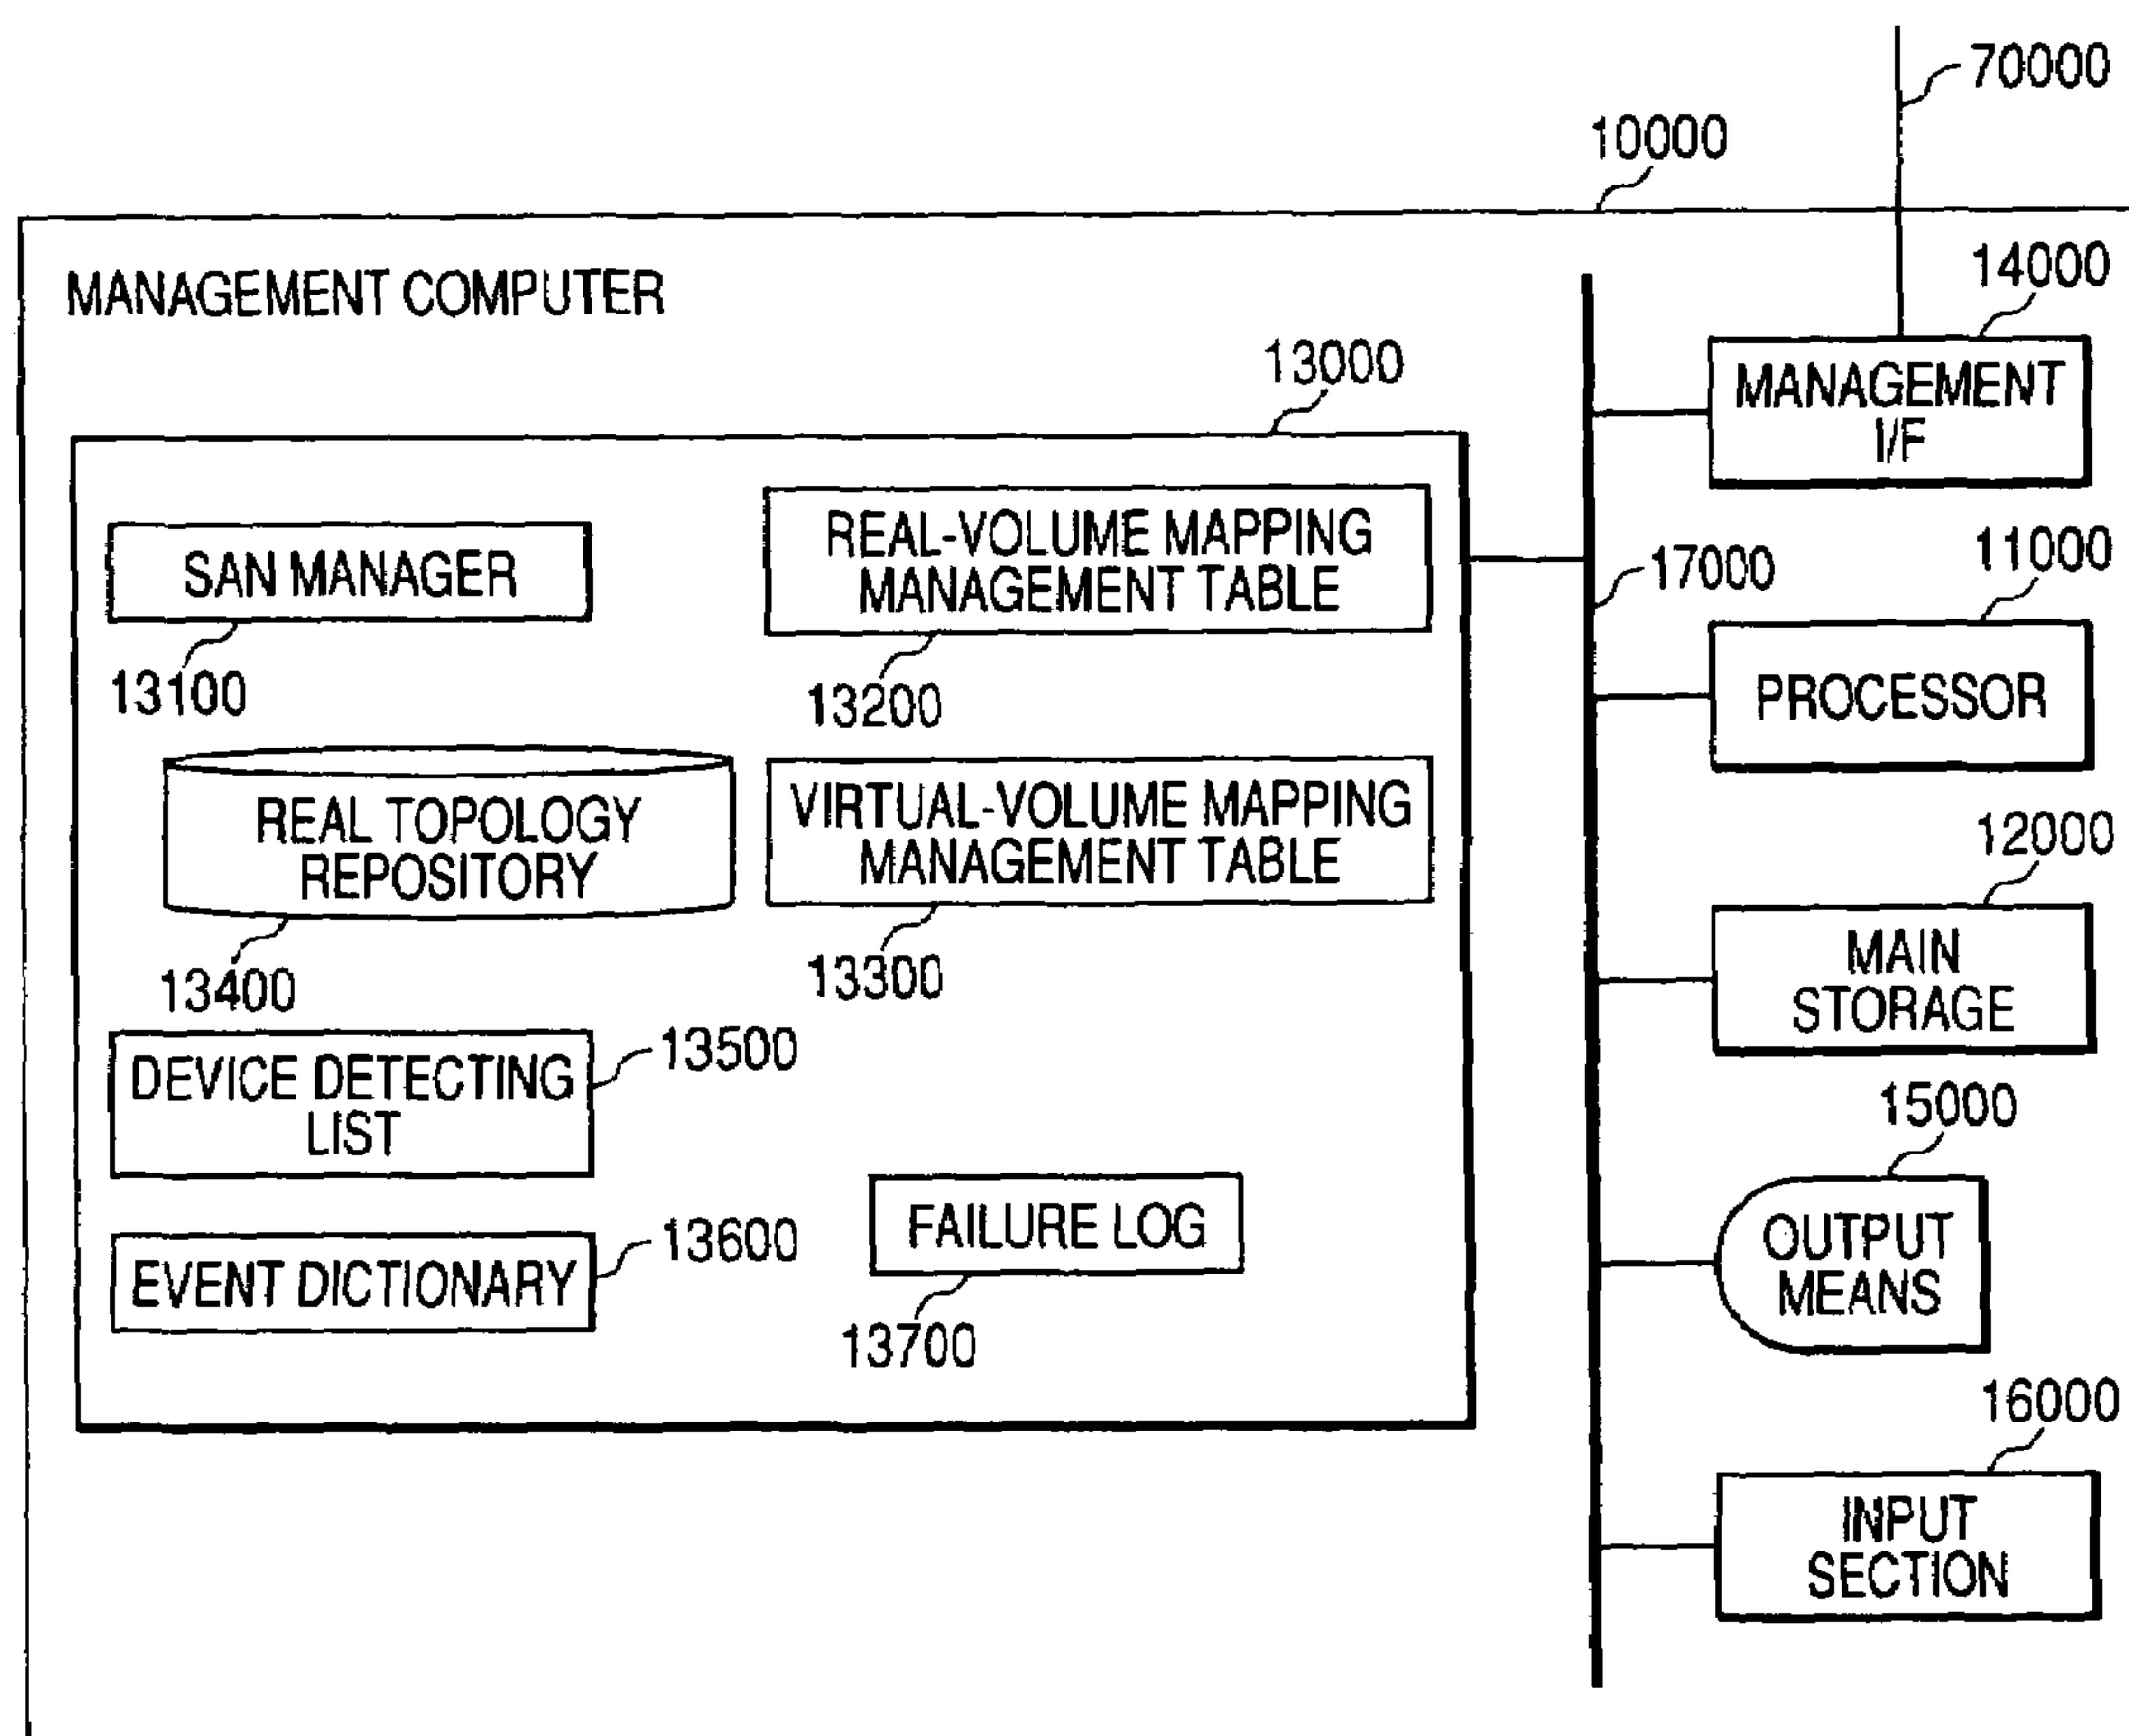 70000
10000
MANAGEMENT COMPUTER
14000
13000
MANAGEMENT
I/F
REAL-VOLUME MAPPING
MANAGEMENT TABLE
SAN MANAGER
17000
11000
13100
13200
PROCESSOR
REAL TOPOLOGY
REPOSITORY
VIRTUAL-VOLUME MAPPING
MANAGEMENT TABLE
12000
13400
13300
MAIN
STORAGE
DEVICE DETECTING
LIST
13500
15000
EVENT DICTIONARY
13600
FAILURE LOG
13700
OUTPUT
MEANS
16000
INPUT
SECTION